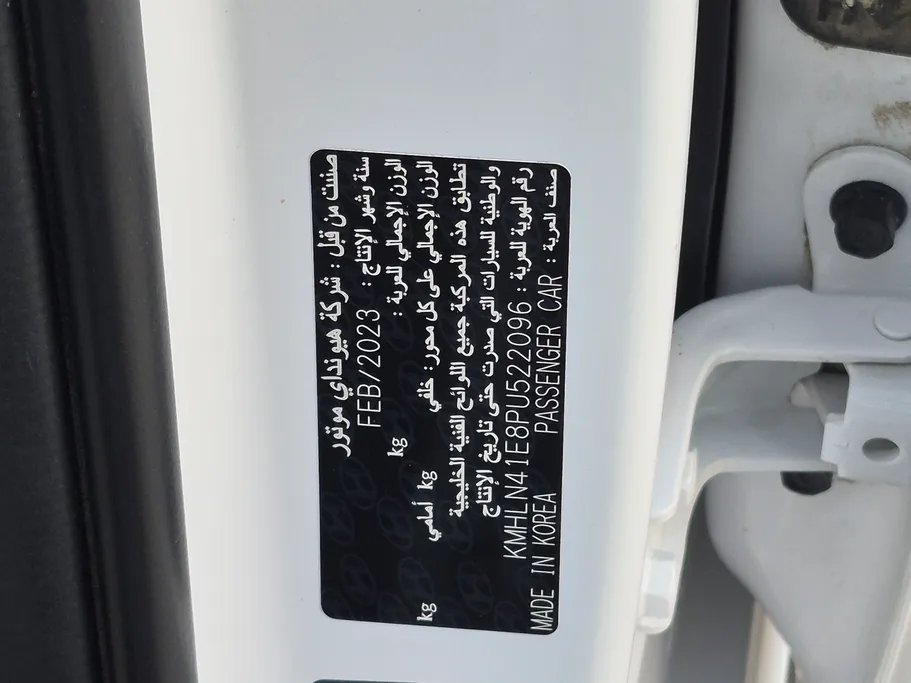 صنعت من قبل : شركة هيونداي موتور
سنة وشهر الإنتاج : FEB/2023
الوزن الإجمالي للعربة : kg
الوزن الإجمالي على كل محور: خلفي kg أمامي kg
تطابق هذه المركبة جميع اللوائح الفنية الخليجية
والوطنية للسيارات التي صدرت حتى تاريخ الإنتاج
رقم الهوية للعربة : KMHLN41E8PU522096
صنف العربة : PASSENGER CAR MADE IN KOREA